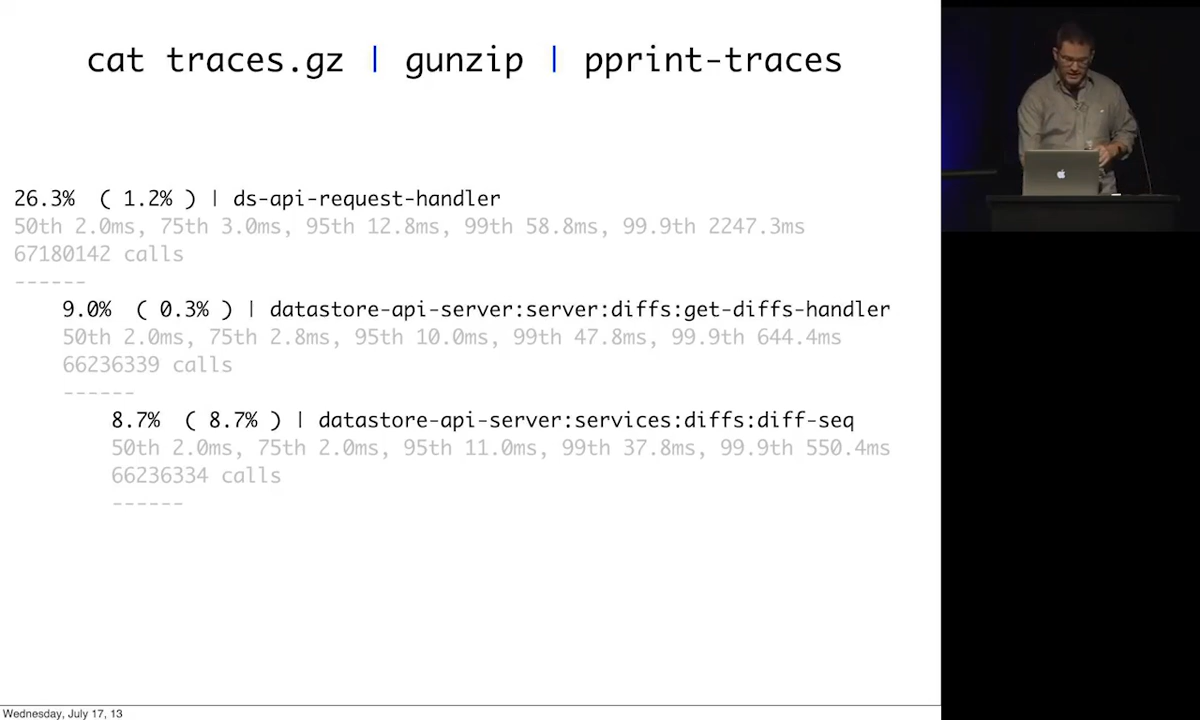 cat traces.gz | gunzip | pprint-traces
26.3% ( 1.2% ) | ds-api-request-handler
50th 2.0ms, 75th 3.0ms, 95th 12.8ms, 99th 58.8ms, 99.9th 2247.3ms
67180142 calls
------
9.0% ( 0.3% ) | datastore-api-server:server:diffs:get-diffs-handler
50th 2.0ms, 75th 2.8ms, 95th 10.0ms, 99th 47.8ms, 99.9th 644.4ms
66236339 calls
------
8.7% ( 8.7% ) | datastore-api-server:services:diffs:diff-seq
50th 2.0ms, 75th 2.0ms, 95th 11.0ms, 99th 37.8ms, 99.9th 550.4ms
66236334 calls
------
Wednesday, July 17, 13